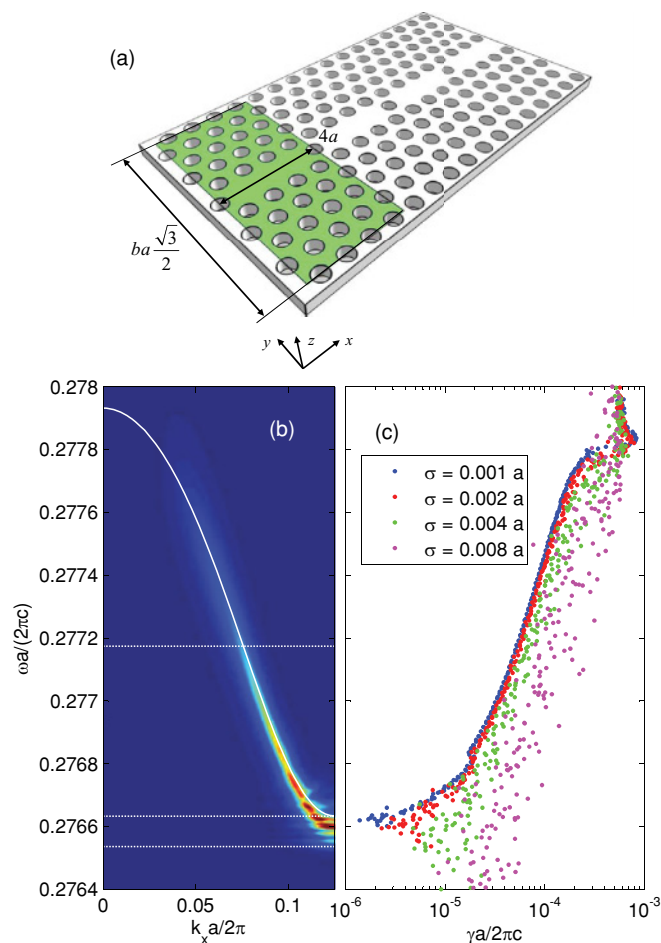 (a)
4a
ba √3/2
y z x
0.278
0.2778
0.2776
0.2774
0.2772
0.277
0.2768
0.2766
0.2764
ωa/(2πc)
(b)
0 0.05 0.1
kₓa/2π
(c)
σ = 0.001 a
σ = 0.002 a
σ = 0.004 a
σ = 0.008 a
10⁻⁶ 10⁻⁵ 10⁻⁴ 10⁻³
γa/2πc